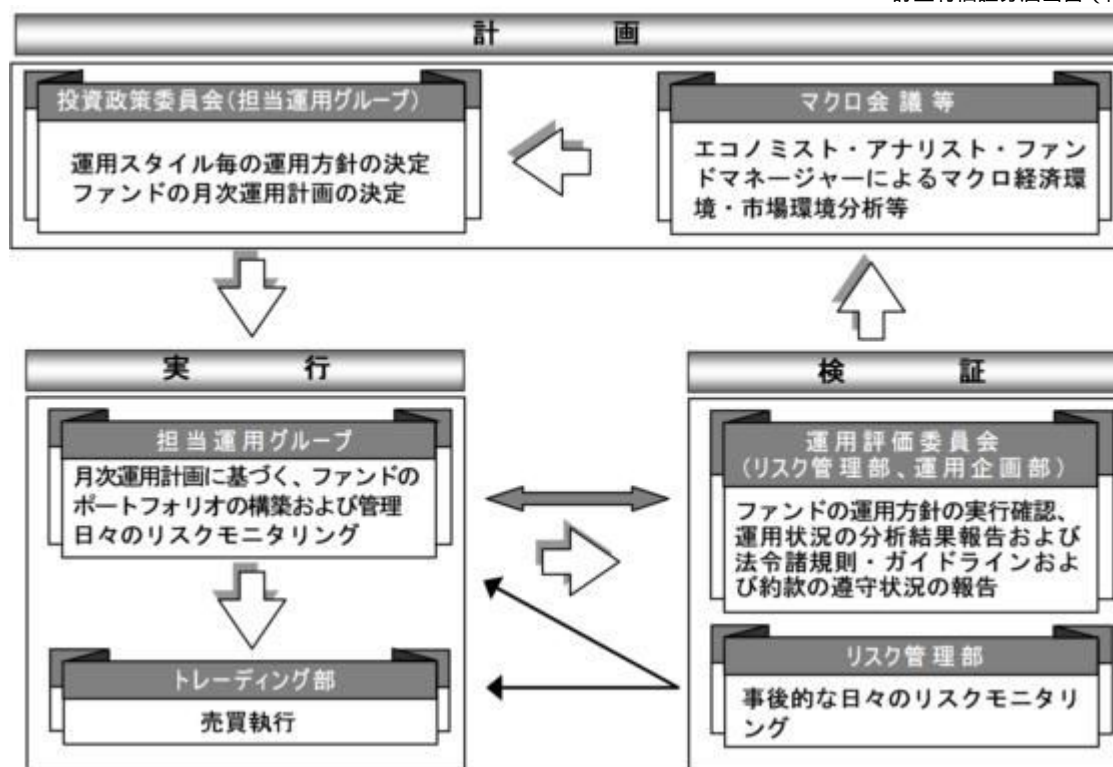 計 画
投資政策委員会(担当運用グループ)
運用スタイル毎の運用方針の決定
ファンドの月次運用計画の決定
マクロ会議等
エコノミスト・アナリスト・ファン
ドマネージャーによるマクロ経済環
境・市場環境分析等
実 行
担当運用グループ
月次運用計画に基づく、ファンドの
ポートフォリオの構築および管理
日々のリスクモニタリング
トレーディング部
売買執行
検 証
運用評価委員会
(リスク管理部、運用企画部)
ファンドの運用方針の実行確認、
運用状況の分析結果報告および
法令諸規則・ガイドラインおよ
び約款の遵守状況の報告
リスク管理部
事後的な日々のリスクモニタリ
ング